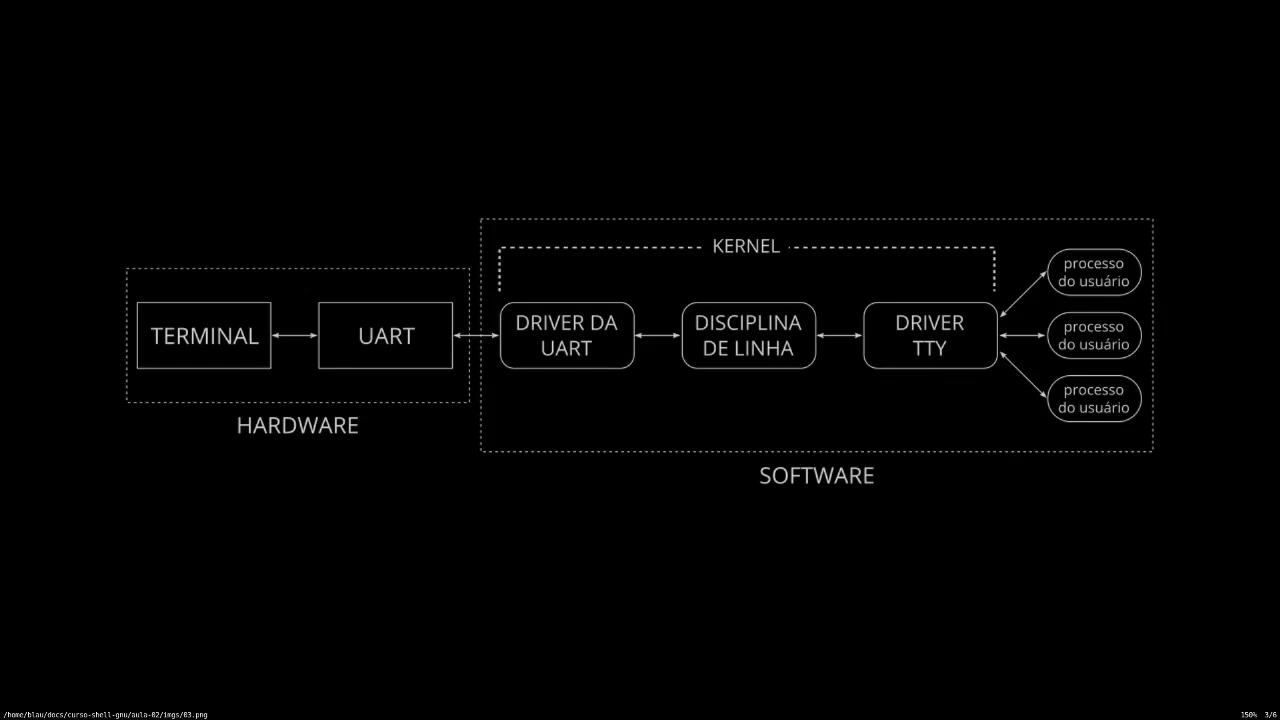 KERNEL
TERMINAL
UART
DRIVER DA
UART
DISCIPLINA
DE LINHA
DRIVER
TTY
processo
do usuário
processo
do usuário
processo
do usuário
HARDWARE
SOFTWARE
/home/blau/docs/curso-shell-gnu/aula-02/imgs/03.png
150% 3/6